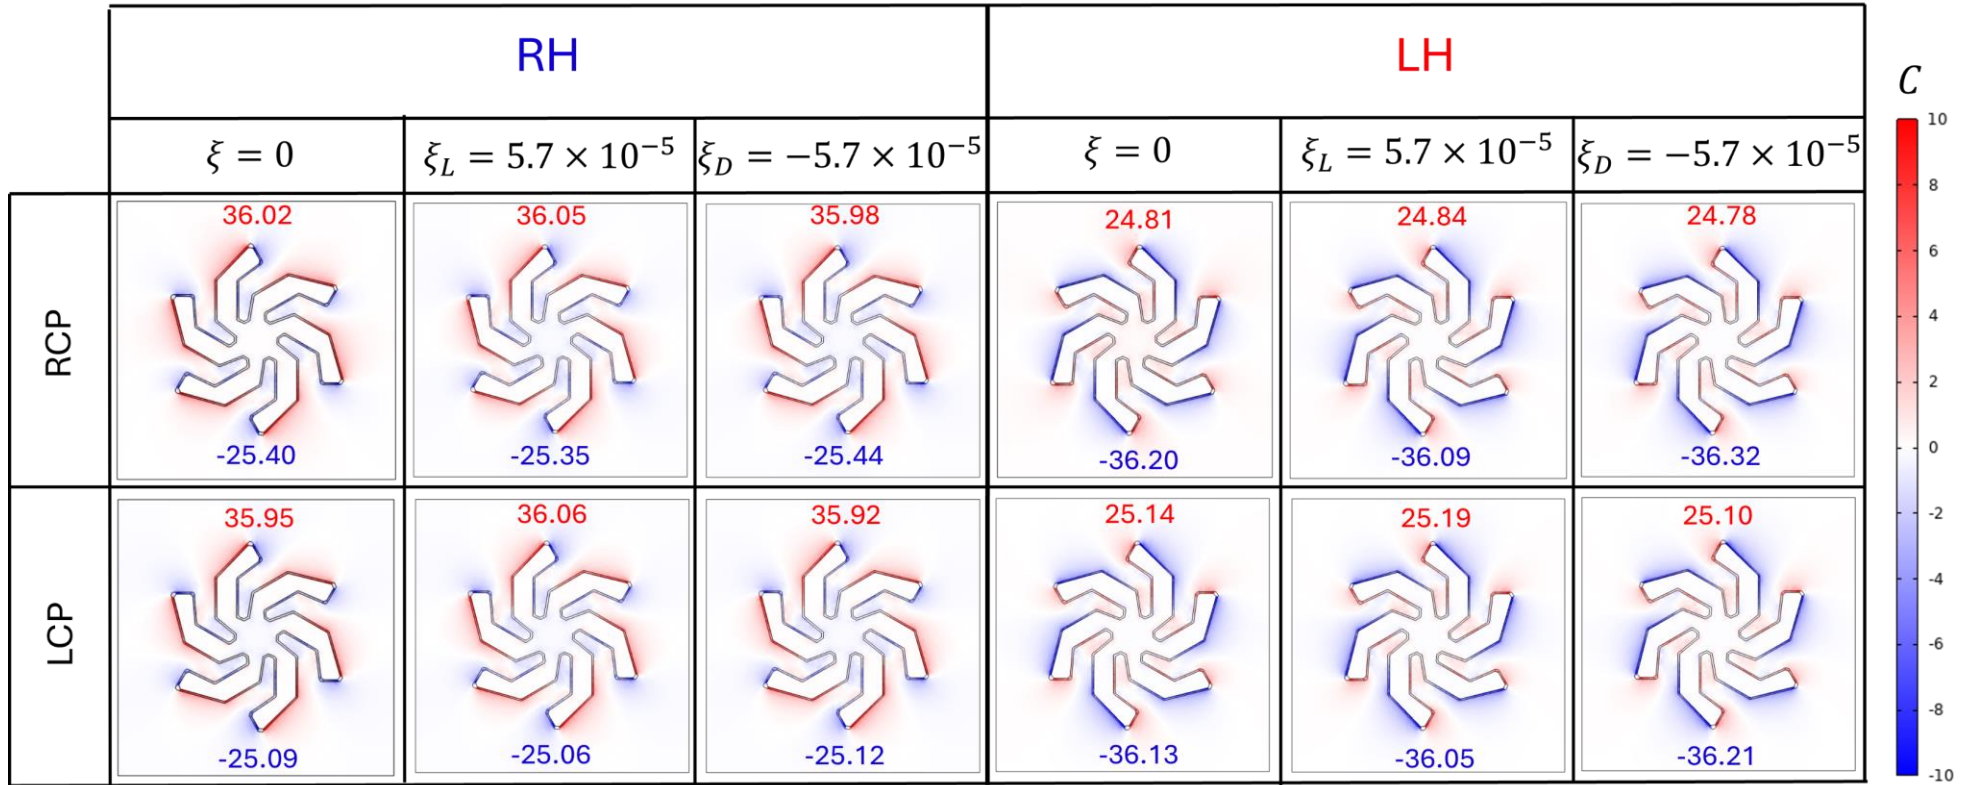 RH LH
C
ξ = 0 ξ_L = 5.7 × 10⁻⁵ ξ_D = −5.7 × 10⁻⁵ ξ = 0 ξ_L = 5.7 × 10⁻⁵ ξ_D = −5.7 × 10⁻⁵
RCP
36.02 36.05 35.98 24.81 24.84 24.78
-25.40 -25.35 -25.44 -36.20 -36.09 -36.32
LCP
35.95 36.06 35.92 25.14 25.19 25.10
-25.09 -25.06 -25.12 -36.13 -36.05 -36.21
10
8
6
4
2
0
-2
-4
-6
-8
-10